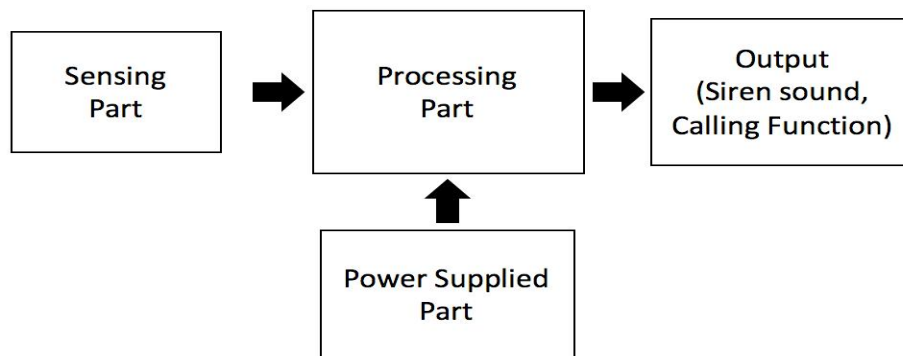 Sensing
Part
Processing
Part
Output
(Siren sound,
Calling Function)
Power Supplied
Part